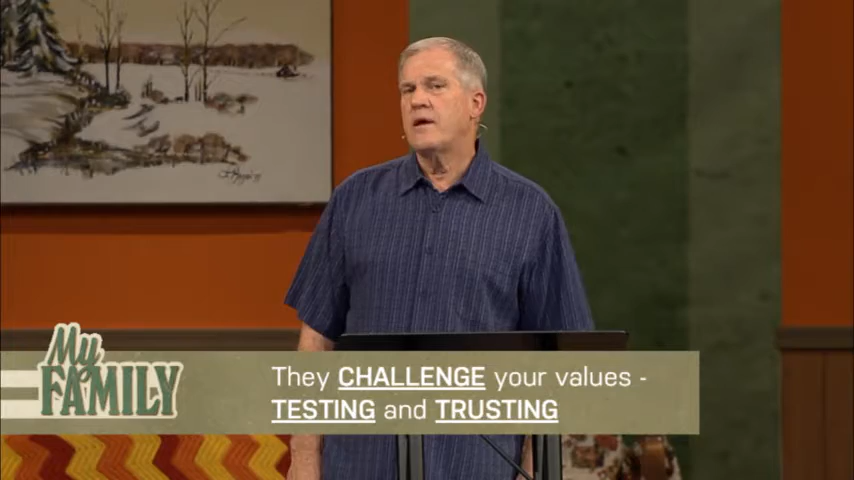 My
FAMILY
They CHALLENGE your values -
TESTING and TRUSTING